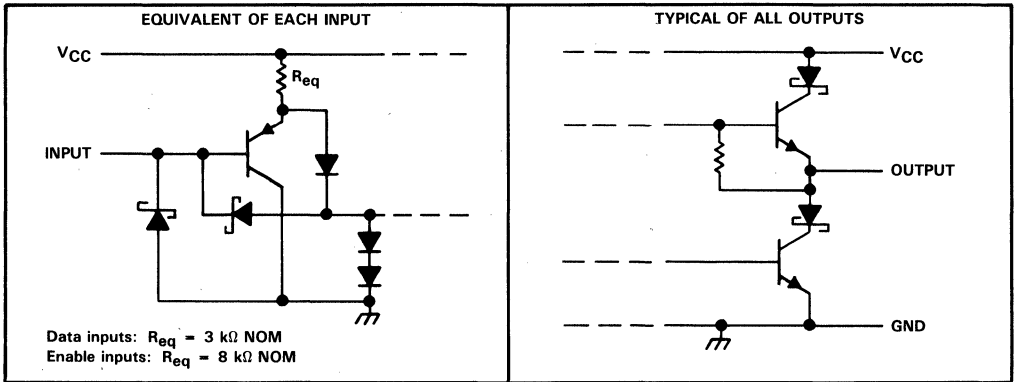 EQUIVALENT OF EACH INPUT
VCC
Req
INPUT
Data inputs: Req = 3 kΩ NOM
Enable inputs: Req = 8 kΩ NOM
TYPICAL OF ALL OUTPUTS
VCC
OUTPUT
GND